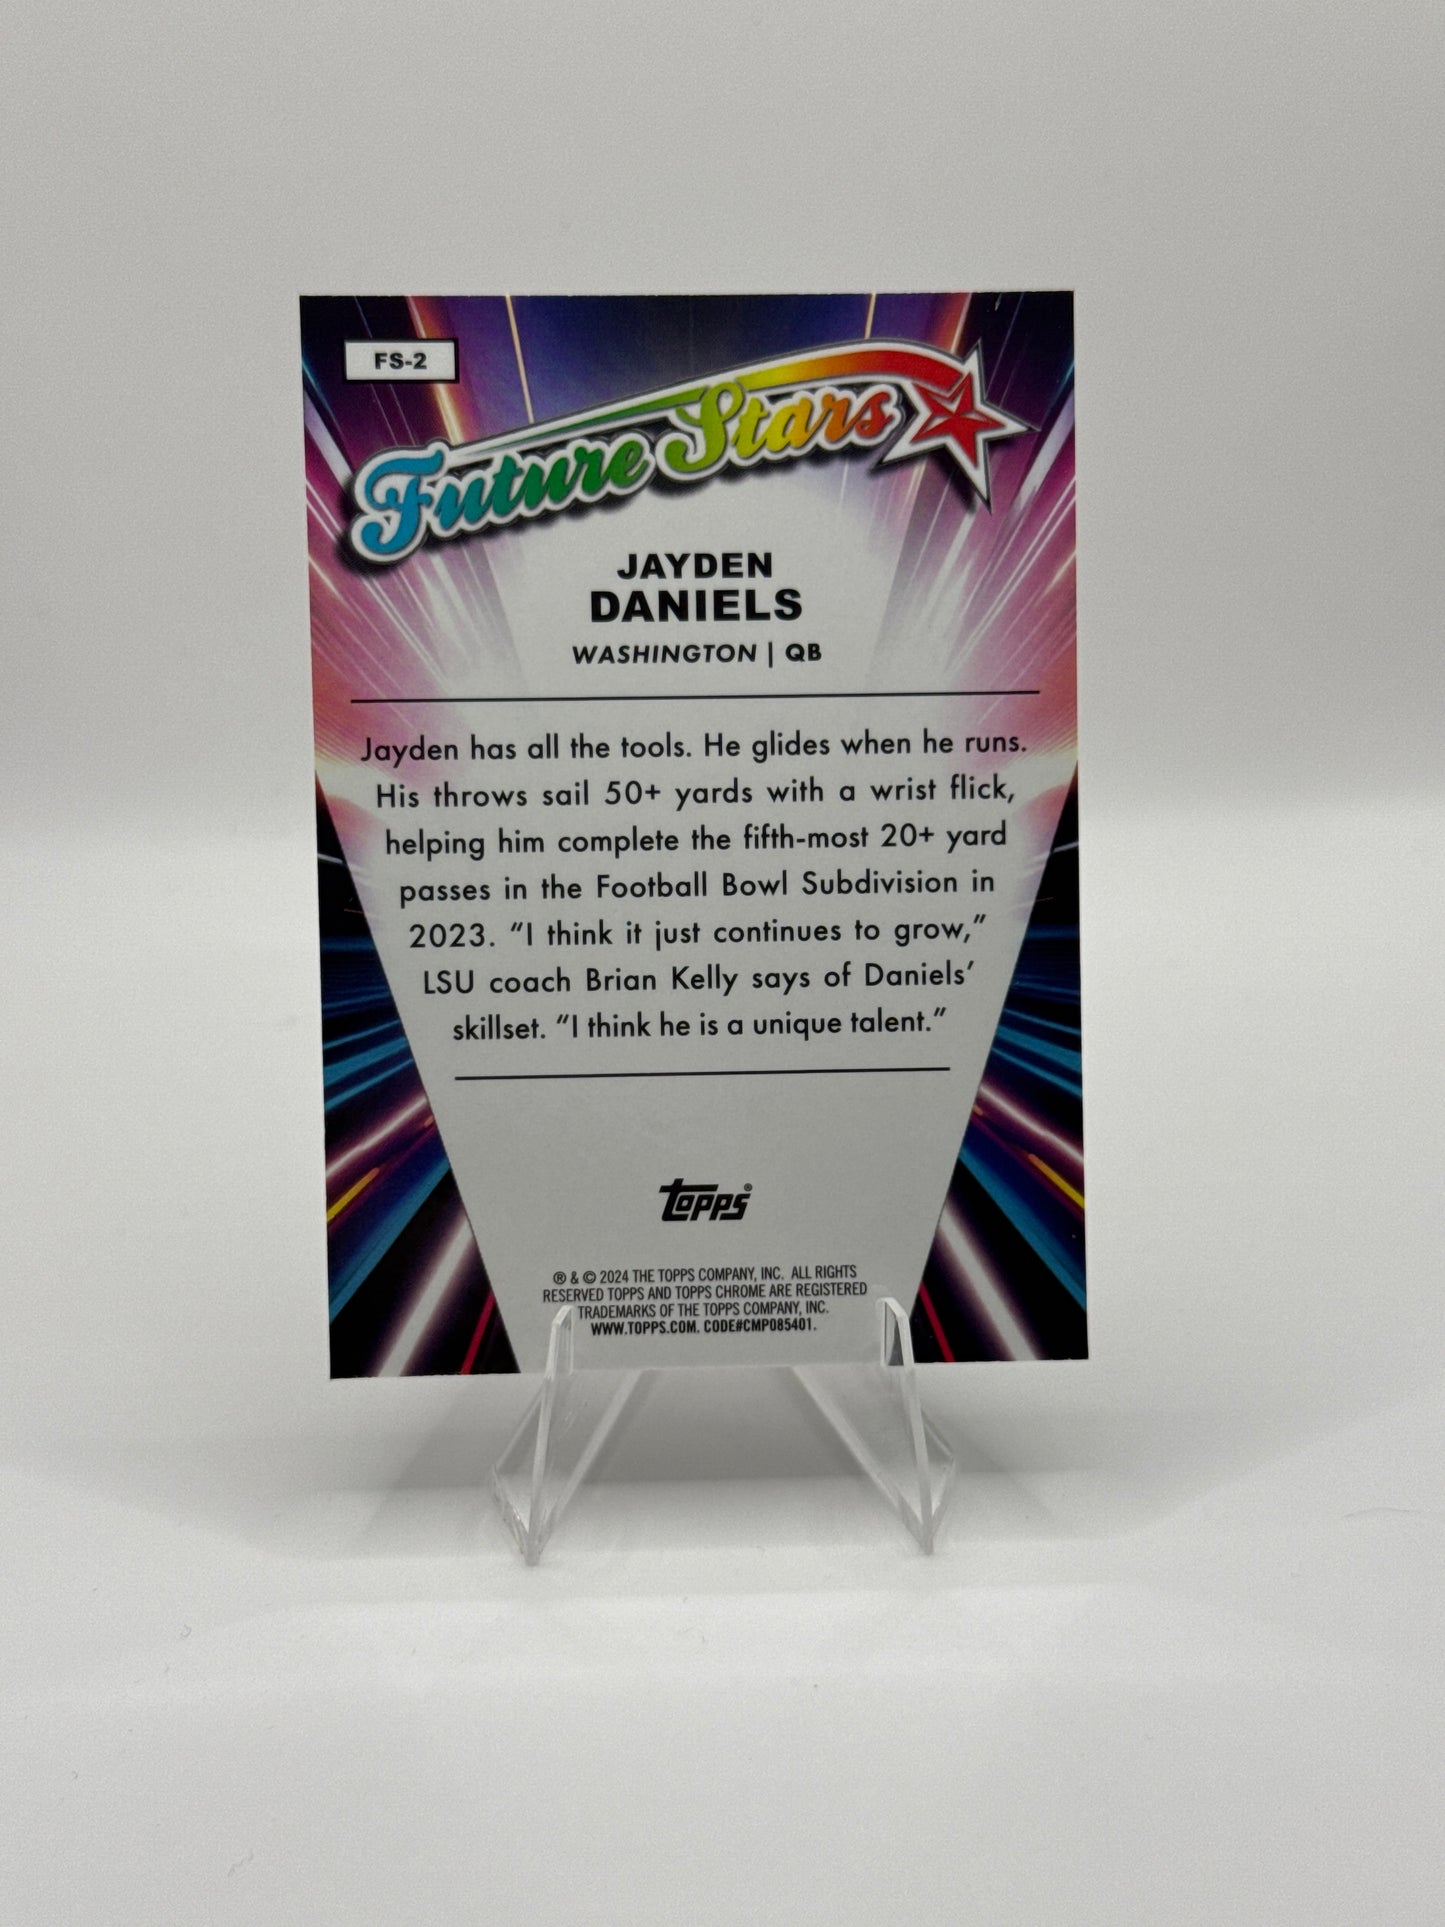 FS-2
Future Stars
JAYDEN
DANIELS
WASHINGTON | QB
Jayden has all the tools. He glides when he runs.
His throws sail 50+ yards with a wrist flick,
helping him complete the fifth-most 20+ yard
passes in the Football Bowl Subdivision in
2023. “I think it just continues to grow,”
LSU coach Brian Kelly says of Daniels’
skillset. “I think he is a unique talent.”
topps®
® & © 2024 THE TOPPS COMPANY, INC. ALL RIGHTS
RESERVED TOPPS AND TOPPS CHROME ARE REGISTERED
TRADEMARKS OF THE TOPPS COMPANY, INC.
WWW.TOPPS.COM. CODE#CMP085401.